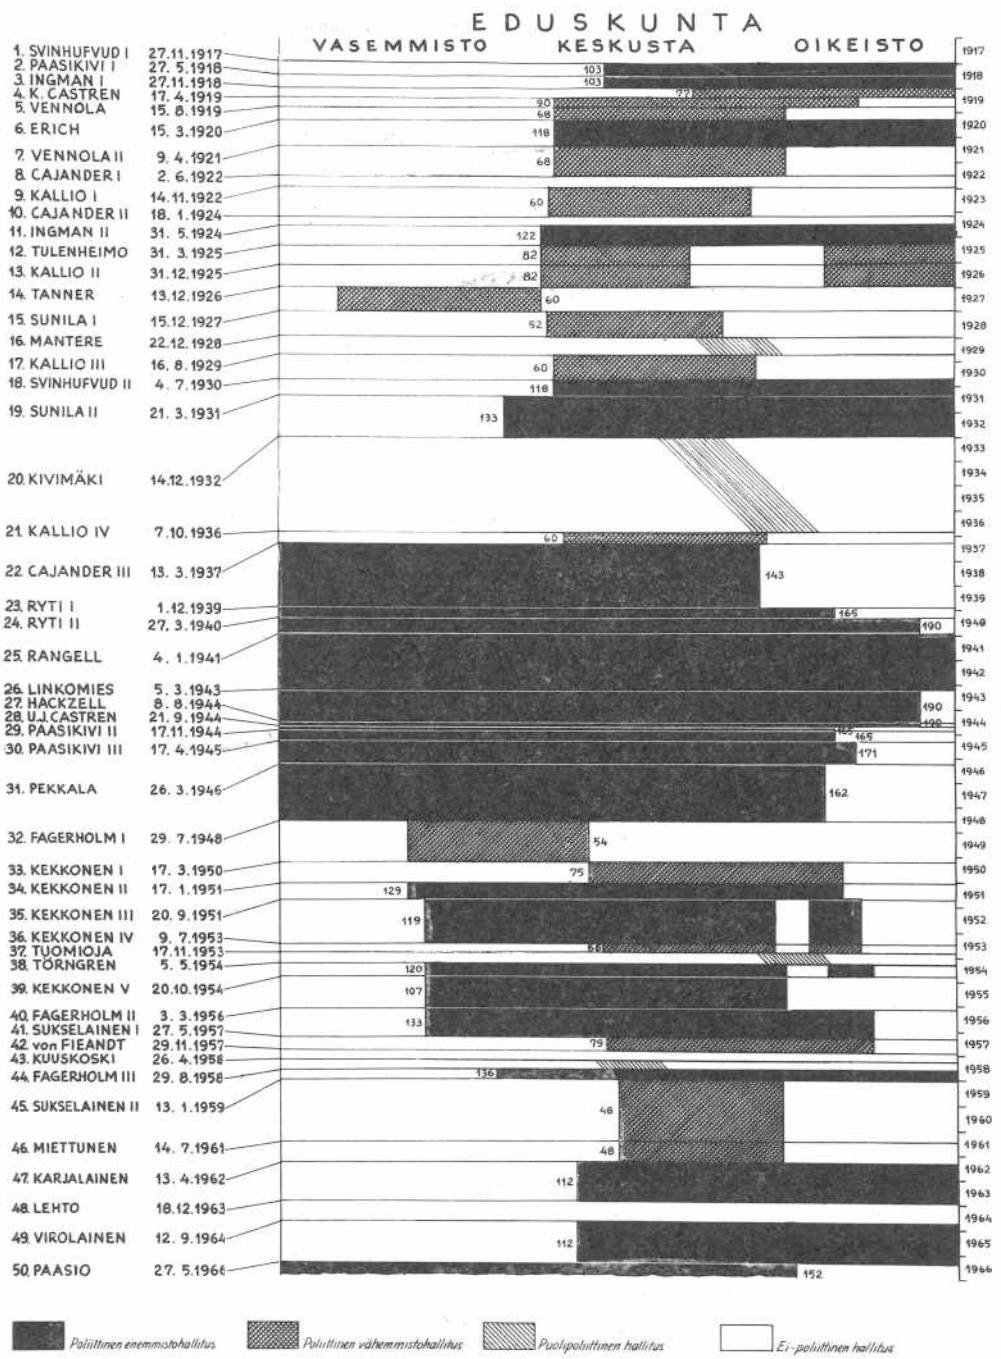 EDUSKUNTA
VASEMMISTO KESKUSTA OIKEISTO
1. SVINHUFVUD I 27.11.1917
2. PAASIKIVI I 27.5.1918
3. INGMAN I 27.11.1918
4. K. CASTREN 17.4.1919
5. VENNOLA 15.8.1919
6. ERICH 15.3.1920
7. VENNOLA II 9.4.1921
8. CAJANDER I 2.6.1922
9. KALLIO I 14.11.1922
10. CAJANDER II 18.1.1924
11. INGMAN II 31.5.1924
12. TULENHEIMO 31.3.1925
13. KALLIO II 31.12.1925
14. TANNER 13.12.1926
15. SUNILA I 15.12.1927
16. MANTERE 22.12.1928
17. KALLIO III 16.8.1929
18. SVINHUFVUD II 4.7.1930
19. SUNILA II 21.3.1931
20. KIVIMÄKI 14.12.1932
21. KALLIO IV 7.10.1936
22. CAJANDER III 13.3.1937
23. RYTI I 1.12.1939
24. RYTI II 27.3.1940
25. RANGELL 4.1.1941
26. LINKOMIES 5.3.1943
27. HACKZELL 8.8.1944
28. U.J. CASTREN 21.9.1944
29. PAASIKIVI II 17.11.1944
30. PAASIKIVI III 17.4.1945
31. PEKKALA 26.3.1946
32. FAGERHOLM I 29.7.1948
33. KEKKONEN I 17.3.1950
34. KEKKONEN II 17.1.1951
35. KEKKONEN III 20.9.1951
36. KEKKONEN IV 9.7.1953
37. TUOMIOJA 17.11.1953
38. TÖRNGREN 5.5.1954
39. KEKKONEN V 20.10.1954
40. FAGERHOLM II 3.3.1956
41. SUKSELAINEN I 27.5.1957
42. von FIEANDT 29.11.1957
43. KUUSKOSKI 26.4.1958
44. FAGERHOLM III 29.8.1958
45. SUKSELAINEN II 13.1.1959
46. MIETTUNEN 14.7.1961
47. KARJALAINEN 13.4.1962
48. LEHTO 18.12.1963
49. VIROLAINEN 12.9.1964
50. PAASIO 27.5.1966
103
103
77
90
68
118
68
60
122
82
82
60
52
60
118
133
60
143
165
190
190
190
165
165
171
162
54
75
129
119
66
120
107
133
79
136
48
48
112
112
152
1917
1918
1919
1920
1921
1922
1923
1924
1925
1926
1927
1928
1929
1930
1931
1932
1933
1934
1935
1936
1937
1938
1939
1940
1941
1942
1943
1944
1945
1946
1947
1948
1949
1950
1951
1952
1953
1954
1955
1956
1957
1958
1959
1960
1961
1962
1963
1964
1965
1966
Poliittinen enemmistöhallitus
Poliittinen vähemmistöhallitus
Puolipoliittinen hallitus
Ei-poliittinen hallitus